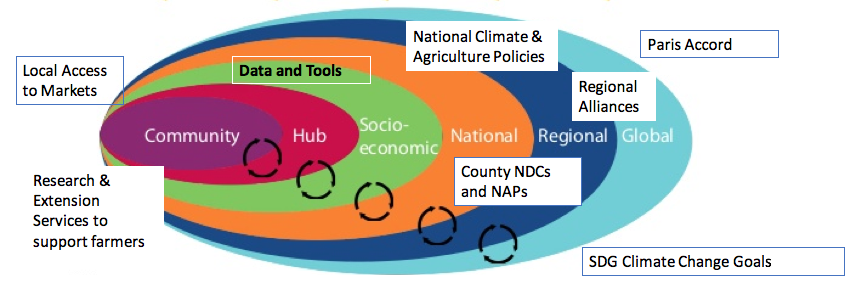 National Climate &
Agriculture Policies
Paris Accord
Local Access
to Markets
Data and Tools
Regional
Alliances
Community
Hub
Socio-
economic
National
Regional
Global
Research &
Extension
Services to
support farmers
County NDCs
and NAPs
SDG Climate Change Goals